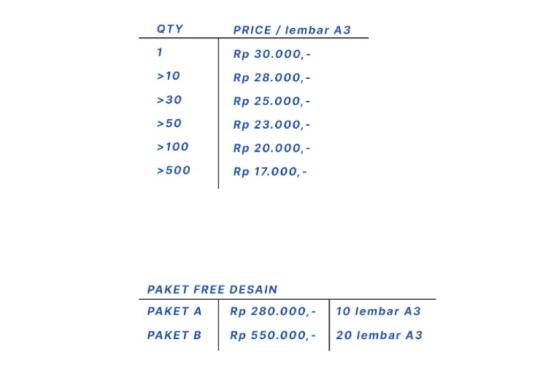 QTY PRICE / lembar A3
1 Rp 30.000,-
>10 Rp 28.000,-
>30 Rp 25.000,-
>50 Rp 23.000,-
>100 Rp 20.000,-
>500 Rp 17.000,-
PAKET FREE DESAIN
PAKET A Rp 280.000,- 10 lembar A3
PAKET B Rp 550.000,- 20 lembar A3